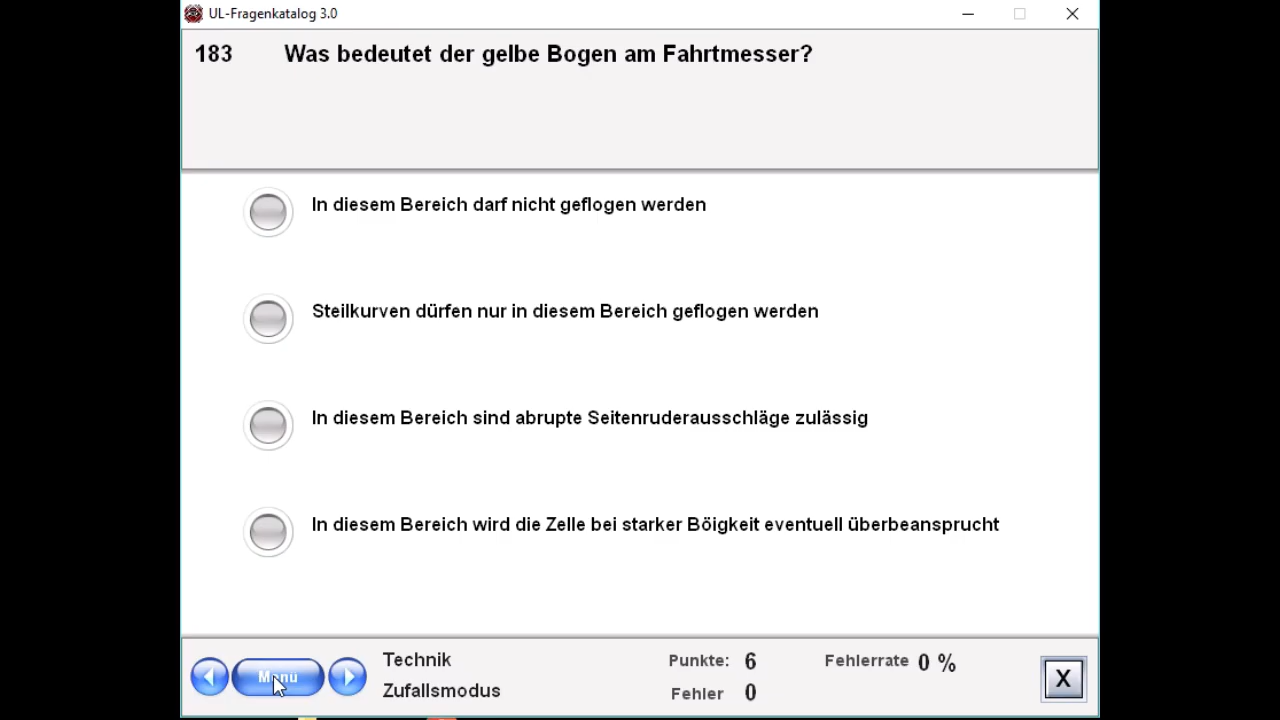 UL-Fragenkatalog 3.0
183 Was bedeutet der gelbe Bogen am Fahrtmesser?
In diesem Bereich darf nicht geflogen werden
Steilkurven dürfen nur in diesem Bereich geflogen werden
In diesem Bereich sind abrupte Seitenruderausschläge zulässig
In diesem Bereich wird die Zelle bei starker Böigkeit eventuell überbeansprucht
Technik Punkte: 6 Fehlerrate 0 %
Menü X
Zufallsmodus Fehler 0